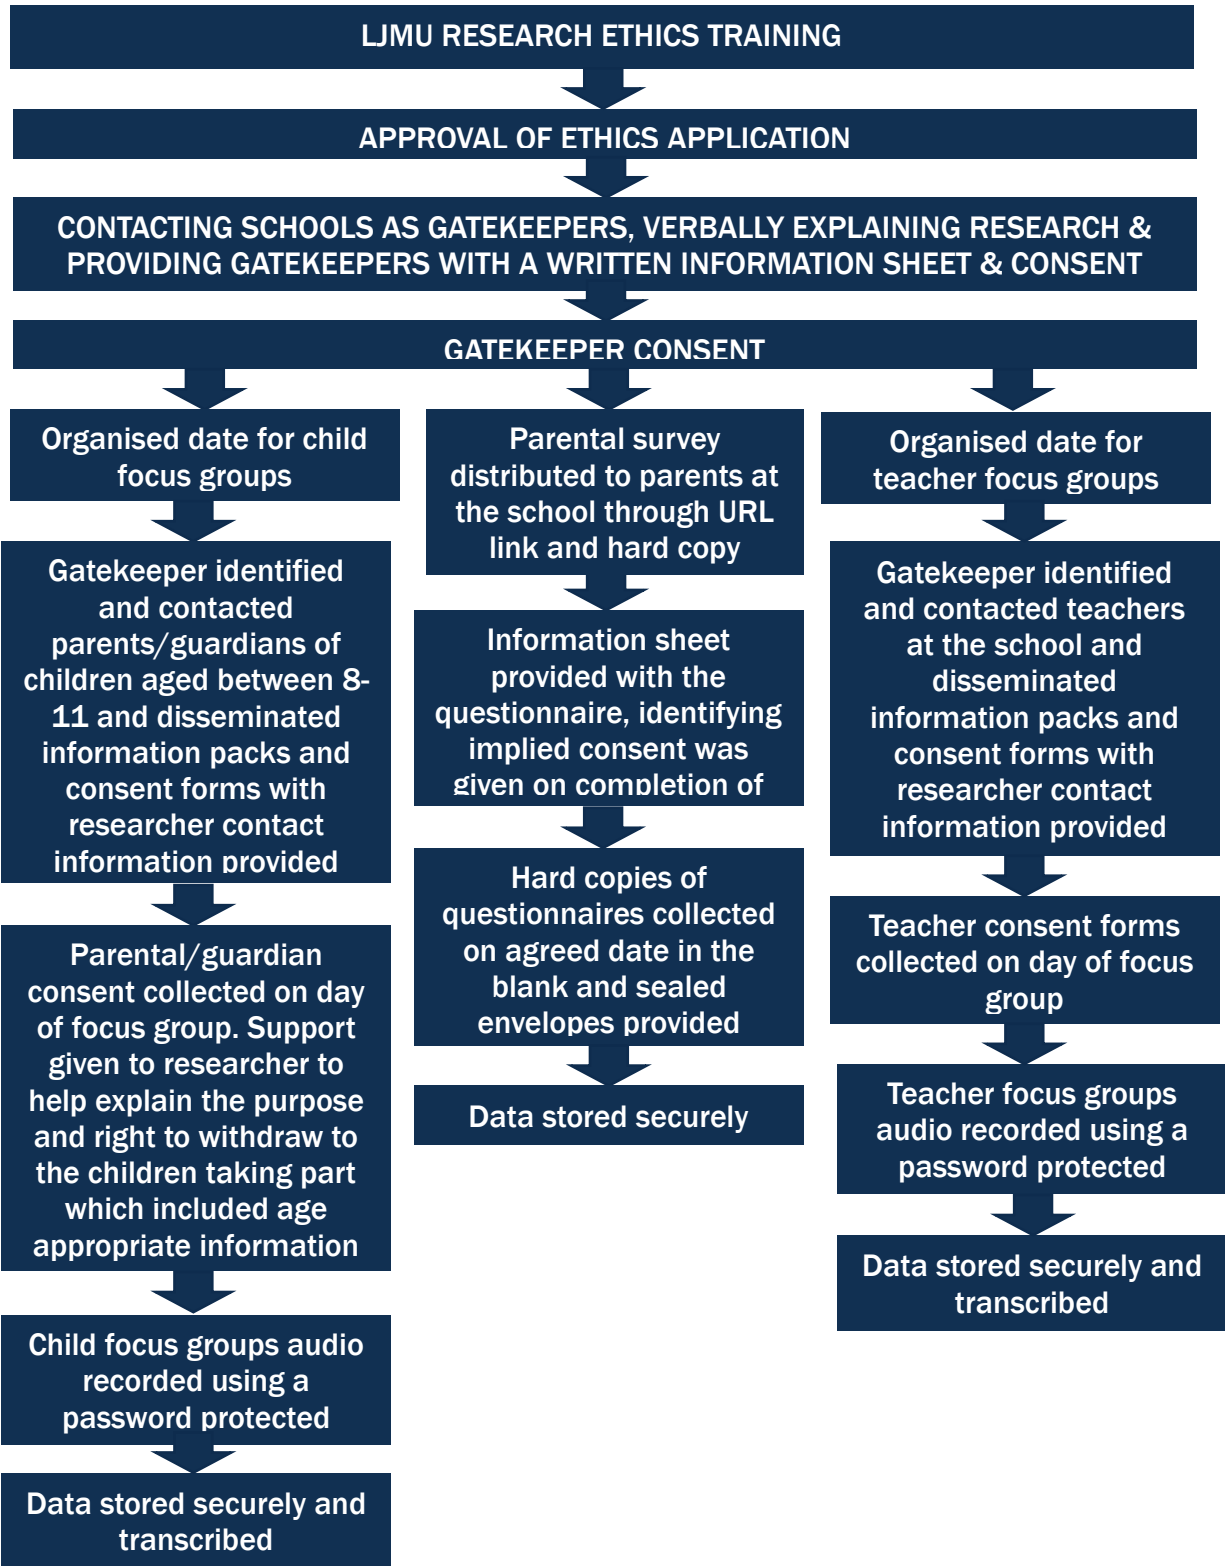 LJMU RESEARCH ETHICS TRAINING
APPROVAL OF ETHICS APPLICATION
CONTACTING SCHOOLS AS GATEKEEPERS, VERBALLY EXPLAINING RESEARCH &
PROVIDING GATEKEEPERS WITH A WRITTEN INFORMATION SHEET & CONSENT
GATEKEEPER CONSENT
Organised date for child
focus groups
Gatekeeper identified
and contacted
parents/guardians of
children aged between 8-
11 and disseminated
information packs and
consent forms with
researcher contact
information provided
Parental/guardian
consent collected on day
of focus group. Support
given to researcher to
help explain the purpose
and right to withdraw to
the children taking part
which included age
appropriate information
Child focus groups audio
recorded using a
password protected
Data stored securely and
transcribed
Parental survey
distributed to parents at
the school through URL
link and hard copy
Information sheet
provided with the
questionnaire, identifying
implied consent was
given on completion of
Hard copies of
questionnaires collected
on agreed date in the
blank and sealed
envelopes provided
Data stored securely
Organised date for
teacher focus groups
Gatekeeper identified
and contacted teachers
at the school and
disseminated
information packs and
consent forms with
researcher contact
information provided
Teacher consent forms
collected on day of focus
group
Teacher focus groups
audio recorded using a
password protected
Data stored securely and
transcribed